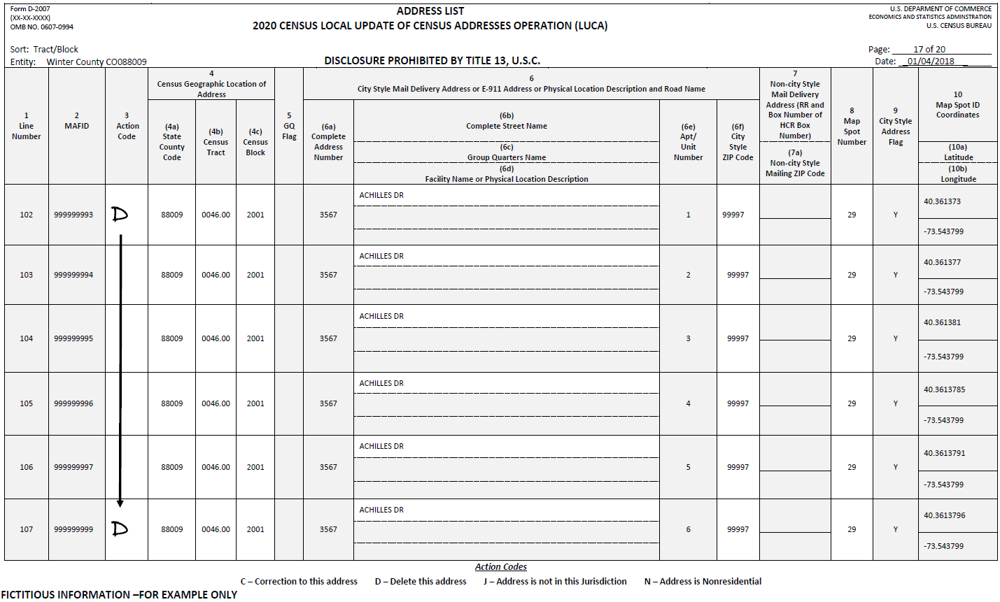 Form D-2007
(XX-XX-XXXX)
OMB NO. 0607-0994
ADDRESS LIST
2020 CENSUS LOCAL UPDATE OF CENSUS ADDRESSES OPERATION (LUCA)
U.S. DEPARTMENT OF COMMERCE
ECONOMICS AND STATISTICS ADMINSTRATION
U.S. CENSUS BUREAU
Sort: Tract/Block
Entity: Winter County CO088009
DISCLOSURE PROHIBITED BY TITLE 13, U.S.C.
Page: 17 of 20
Date: 01/04/2018
1
Line
Number
2
MAFID
3
Action
Code
4
Census Geographic Location of
Address
(4a)
State
County
Code
(4b)
Census
Tract
(4c)
Census
Block
5
GQ
Flag
6
City Style Mail Delivery Address or E-911 Address or Physical Location Description and Road Name
(6a)
Complete
Address
Number
(6b)
Complete Street Name
(6c)
Group Quarters Name
(6d)
Facility Name or Physical Location Description
(6e)
Apt/
Unit
Number
(6f)
City
Style
ZIP Code
7
Non-city Style
Mail Delivery
Address (RR and
Box Number of
HCR Box
Number)
(7a)
Non-city Style
Mailing ZIP Code
8
Map
Spot
Number
9
City Style
Address
Flag
10
Map Spot ID
Coordinates
(10a)
Latitude
(10b)
Longitude
102 999999993 D 88009 0046.00 2001 3567 ACHILLES DR 1 99997 29 Y 40.361373
-73.543799
103 999999994 88009 0046.00 2001 3567 ACHILLES DR 2 99997 29 Y 40.361377
-73.543799
104 999999995 88009 0046.00 2001 3567 ACHILLES DR 3 99997 29 Y 40.361381
-73.543799
105 999999996 88009 0046.00 2001 3567 ACHILLES DR 4 99997 29 Y 40.3613785
-73.543799
106 999999997 88009 0046.00 2001 3567 ACHILLES DR 5 99997 29 Y 40.3613791
-73.543799
107 999999999 D 88009 0046.00 2001 3567 ACHILLES DR 6 99997 29 Y 40.3613796
-73.543799
Action Codes
C – Correction to this address D – Delete this address J – Address is not in this Jurisdiction N – Address is Nonresidential
FICTITIOUS INFORMATION –FOR EXAMPLE ONLY